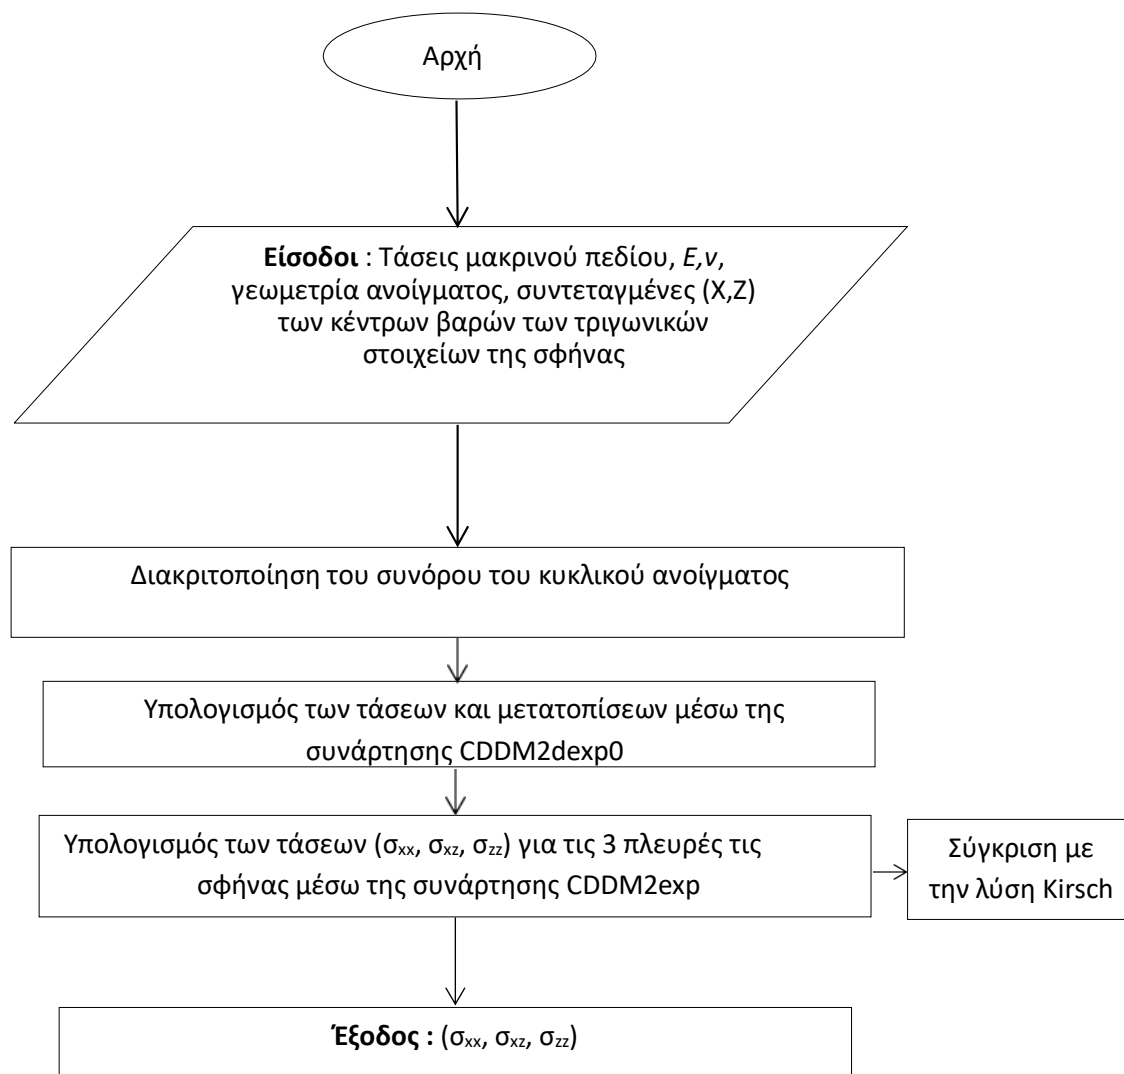 Αρχή
Είσοδοι : Τάσεις μακρινού πεδίου, E,ν,
γεωμετρία ανοίγματος, συντεταγμένες (Χ,Ζ)
των κέντρων βαρών των τριγωνικών
στοιχείων της σφήνας
Διακριτοποίηση του συνόρου του κυκλικού ανοίγματος
Υπολογισμός των τάσεων και μετατοπίσεων μέσω της
συνάρτησης CDDM2dexp0
Υπολογισμός των τάσεων (σxx, σxz, σzz) για τις 3 πλευρές τις
σφήνας μέσω της συνάρτησης CDDM2exp
Σύγκριση με
την λύση Kirsch
Έξοδος : (σxx, σxz, σzz)